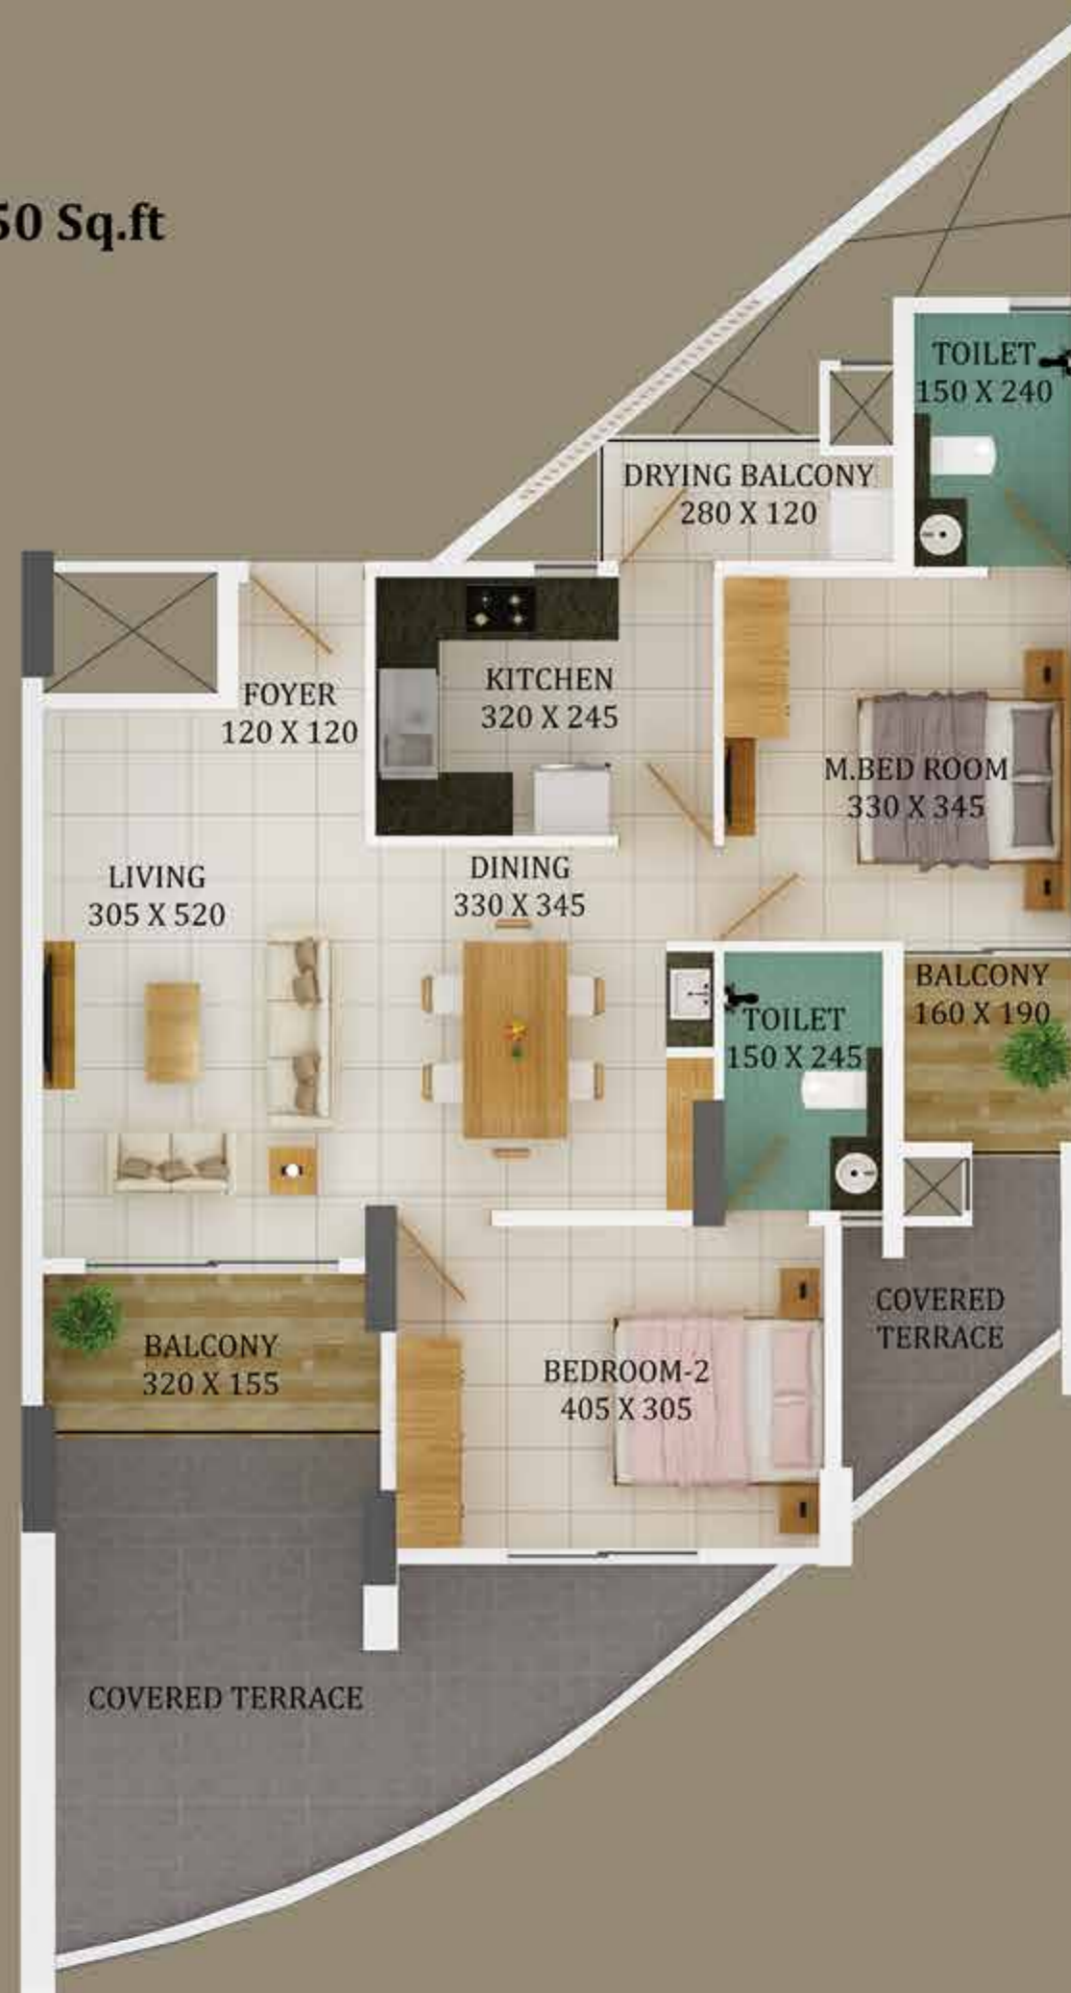 50 Sq.ft
TOILET
150 X 240
DRYING BALCONY
280 X 120
KITCHEN
320 X 245
FOYER
120 X 120
M.BED ROOM
330 X 345
LIVING
305 X 520
DINING
330 X 345
BALCONY
160 X 190
TOILET
150 X 245
COVERED
TERRACE
BALCONY
320 X 155
BEDROOM-2
405 X 305
COVERED TERRACE